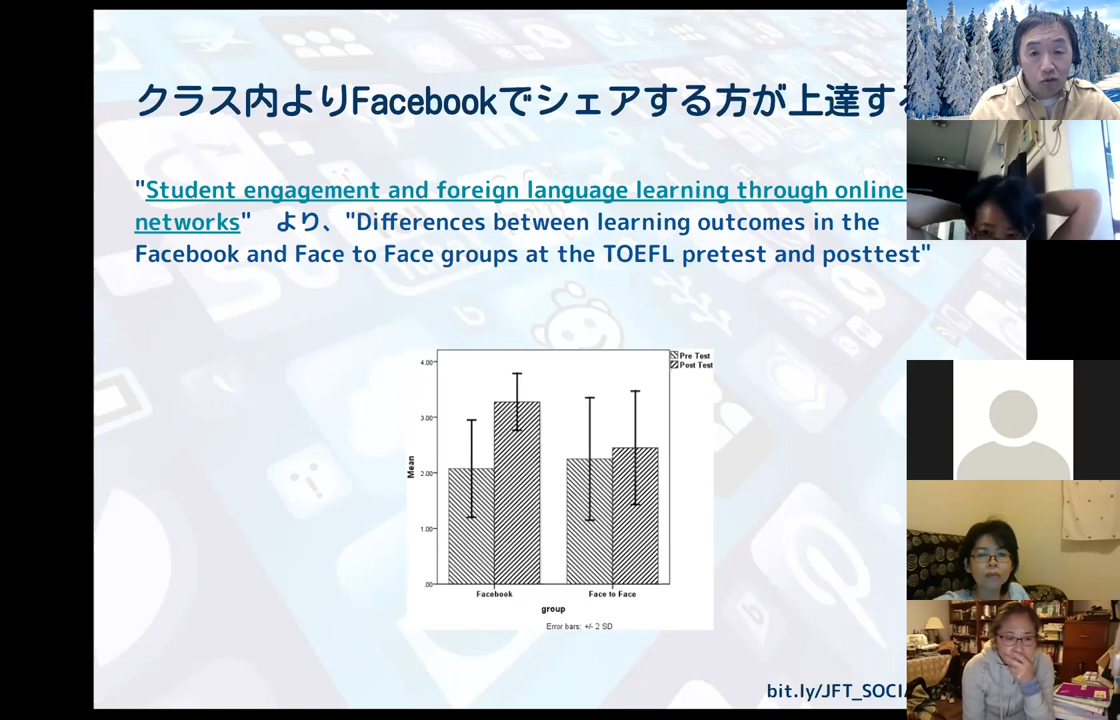 クラス内よりFacebookでシェアする方が上達する
"Student engagement and foreign language learning through online
networks" より、"Differences between learning outcomes in the
Facebook and Face to Face groups at the TOEFL pretest and posttest"
Pre Test
Post Test
4.00
3.00
2.00
1.00
.00
Mean
Facebook
Face to Face
group
Error bars: +/- 2 SD
bit.ly/JFT_SOCIA